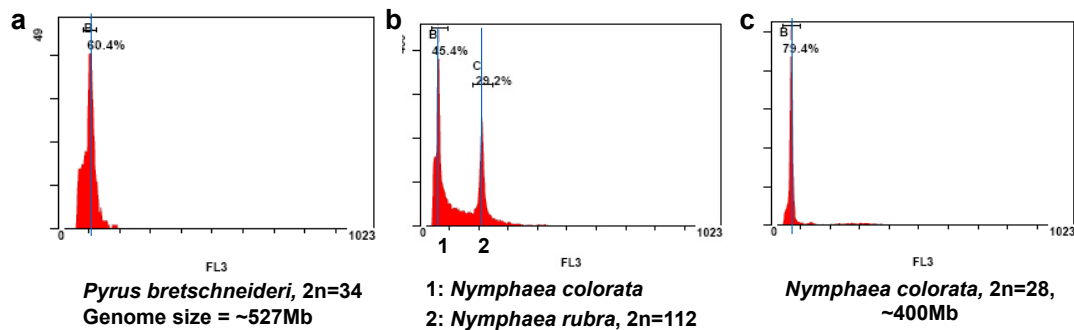 a
49
B
60.4%
0
1023
FL3
Pyrus bretschneideri, 2n=34
Genome size = ~527Mb
b
B
45.4%
C
29.2%
0
1023
1 2
FL3
1: Nymphaea colorata
2: Nymphaea rubra, 2n=112
c
B
79.4%
0
1023
FL3
Nymphaea colorata, 2n=28,
~400Mb